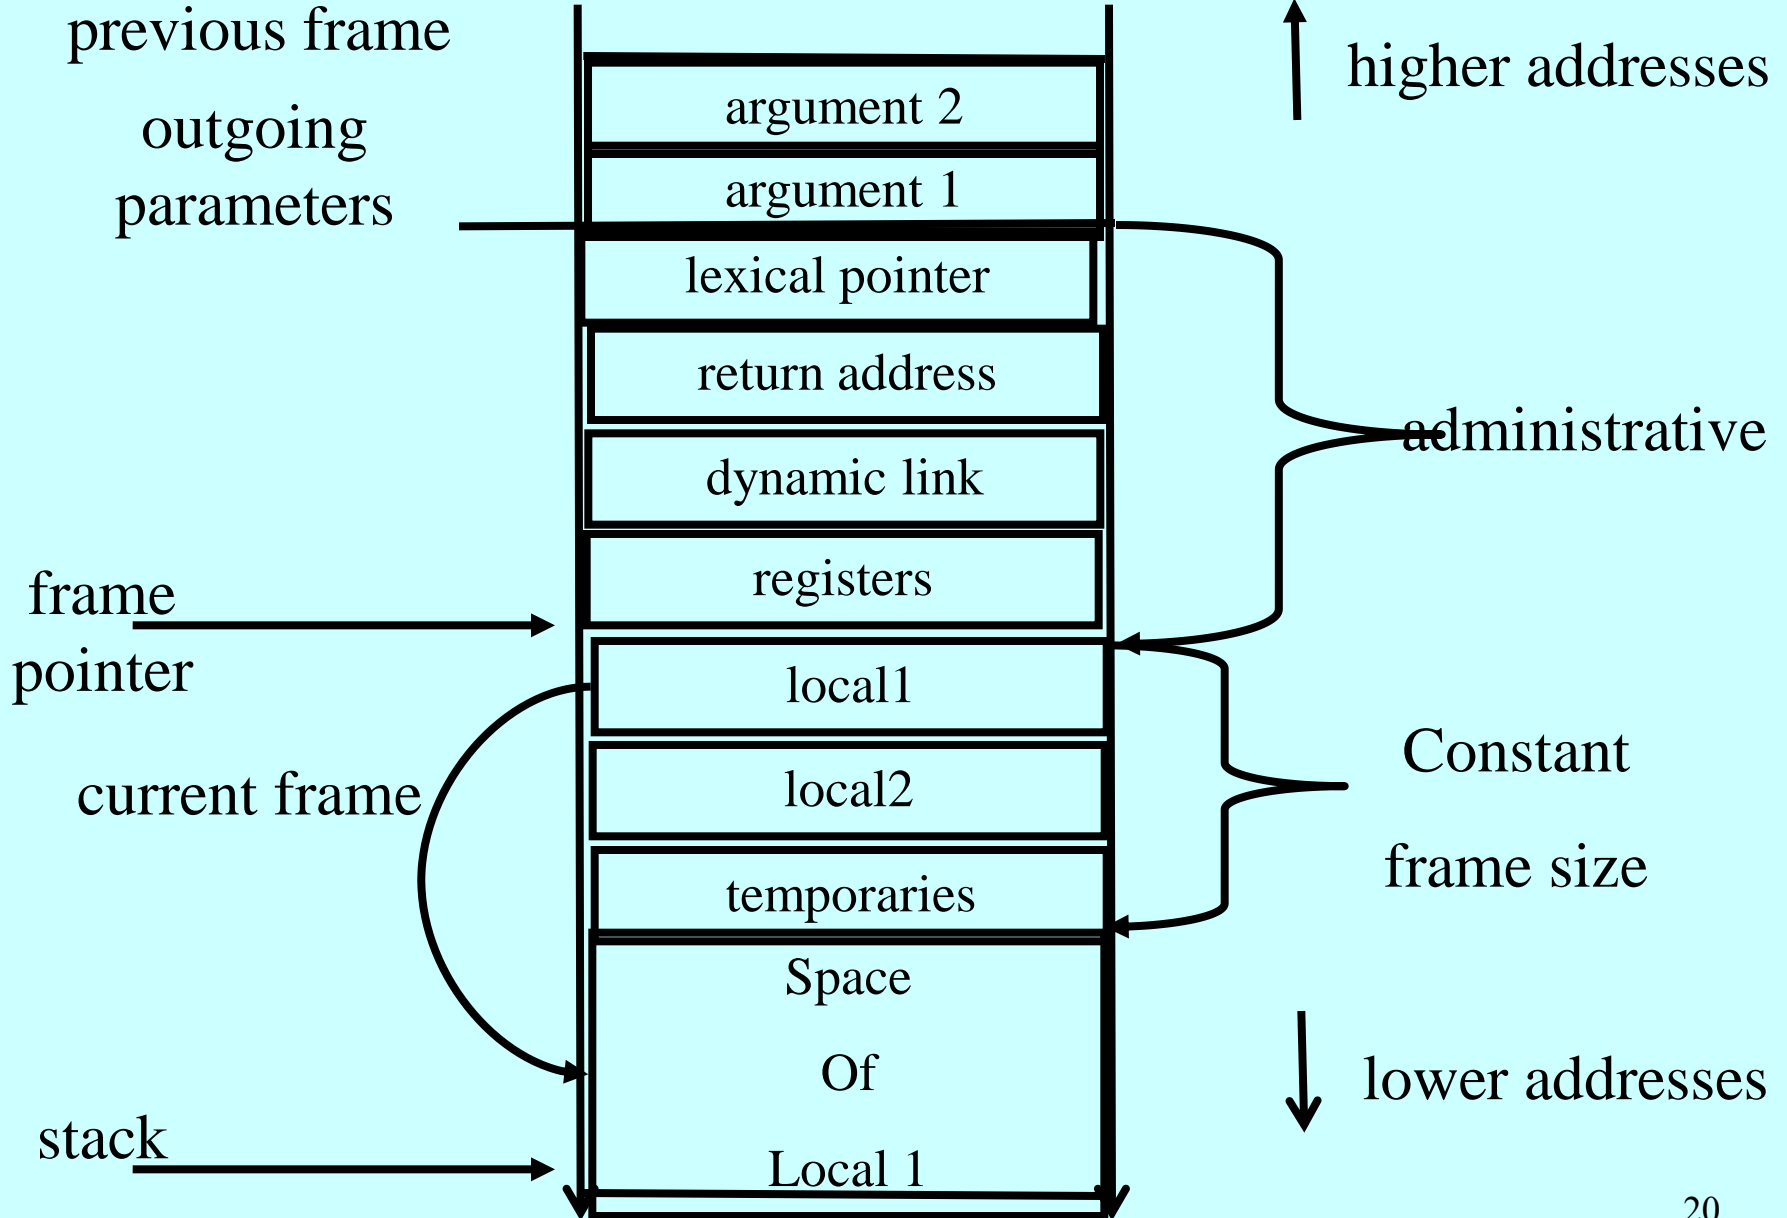 previous frame
outgoing
parameters
higher addresses
argument 2
argument 1
lexical pointer
return address
dynamic link
registers
administrative
frame
pointer
local1
local2
temporaries
current frame
Constant
frame size
Space
Of
Local 1
lower addresses
stack
20